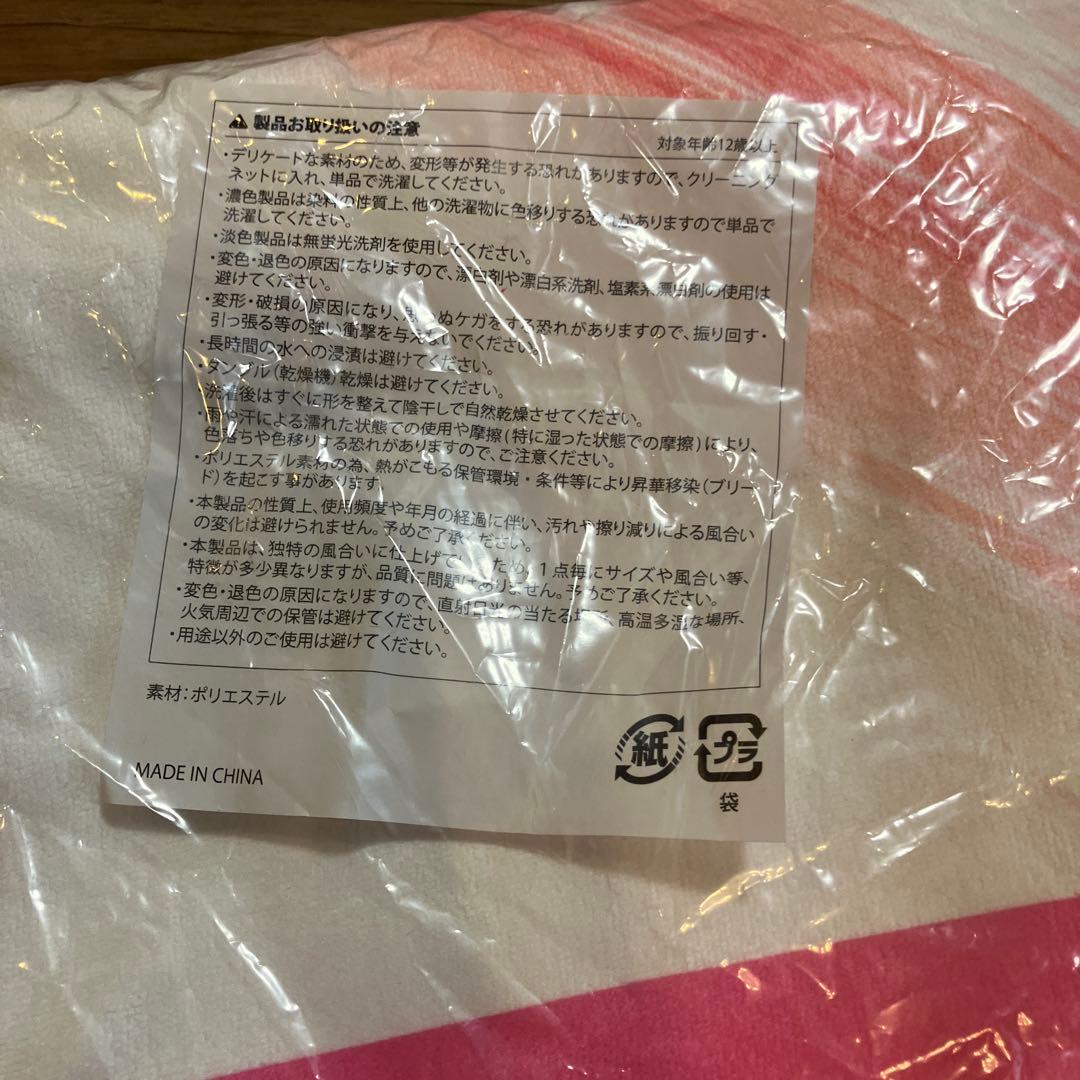 製品お取り扱いの注意
対象年齢12歳以上
・デリケートな素材のため、変形等が発生する恐れがありますので、クリーニング
ネットに入れ、単品で洗濯してください。
・濃色製品は染料の性質上、他の洗濯物に色移りする恐れがありますので単品で
洗濯してください。
・淡色製品は無蛍光洗剤を使用してください。
・変色・退色の原因になりますので、漂白剤や漂白系洗剤、塩素系漂白剤の使用は
避けてください。
・変形・破損の原因になり、思わぬケガをする恐れがありますので、振り回す・
引っ張る等の強い衝撃を与えないでください。
・長時間の水への浸漬は避けてください。
・タンブル(乾燥機)乾燥は避けてください。
洗濯後はすぐに形を整えて陰干しで自然乾燥させてください。
・雨や汗による濡れた状態での使用や摩擦(特に湿った状態での摩擦)により、
色落ちや色移りする恐れがありますので、ご注意ください。
・ポリエステル素材の為、熱がこもる保管環境・条件等により昇華移染(ブリー
ド)を起こす事があります。
・本製品の性質上、使用頻度や年月の経過に伴い、汚れや擦り減りによる風合い
の変化は避けられません。予めご了承ください。
・本製品は、独特の風合いに仕上げて ため、1点毎にサイズや風合い等、
特徴が多少異なりますが、品質に問題はありません。予めご了承ください。
・変色・退色の原因になりますので、直射日光の当たる場所、高温多湿な場所、
火気周辺での保管は避けてください。
・用途以外のご使用は避けてください。
素材:ポリエステル
MADE IN CHINA
紙
プラ
袋